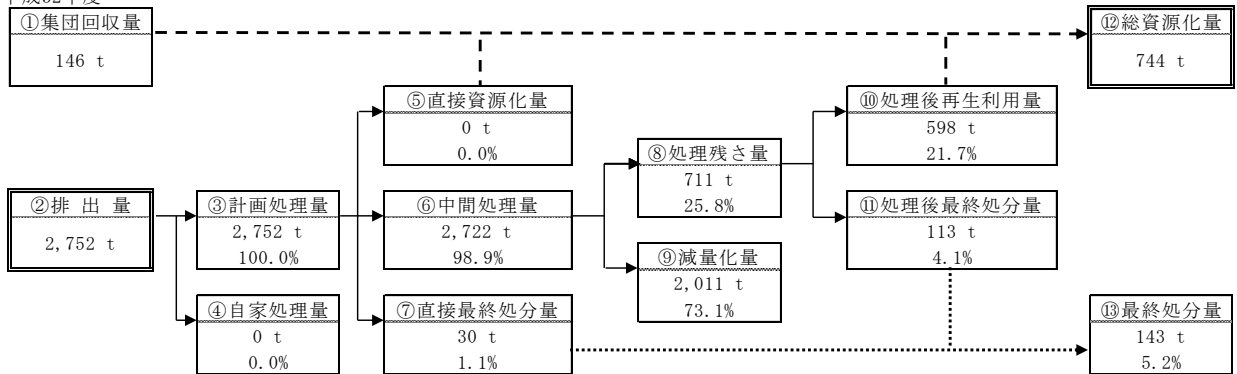 ①集団回収量
146 t
⑫総資源化量
744 t
⑤直接資源化量
0 t
0.0%
⑩処理後再生利用量
598 t
21.7%
⑧処理残さ量
711 t
25.8%
②排出量
2,752 t
③計画処理量
2,752 t
100.0%
⑥中間処理量
2,722 t
98.9%
⑪処理後最終処分量
113 t
4.1%
⑨減量化量
2,011 t
73.1%
④自家処理量
0 t
0.0%
⑦直接最終処分量
30 t
1.1%
⑬最終処分量
143 t
5.2%